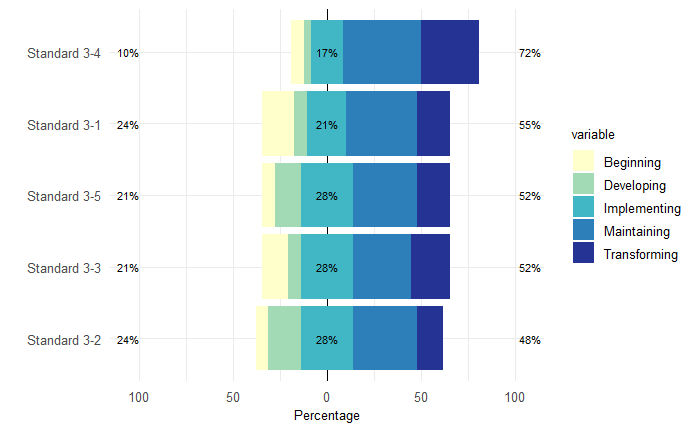 Standard 3-4 10% 17% 72%
Standard 3-1 24% 21% 55%
Standard 3-5 21% 28% 52%
Standard 3-3 21% 28% 52%
Standard 3-2 24% 28% 48%
100 50 0 50 100
Percentage
variable
Beginning
Developing
Implementing
Maintaining
Transforming